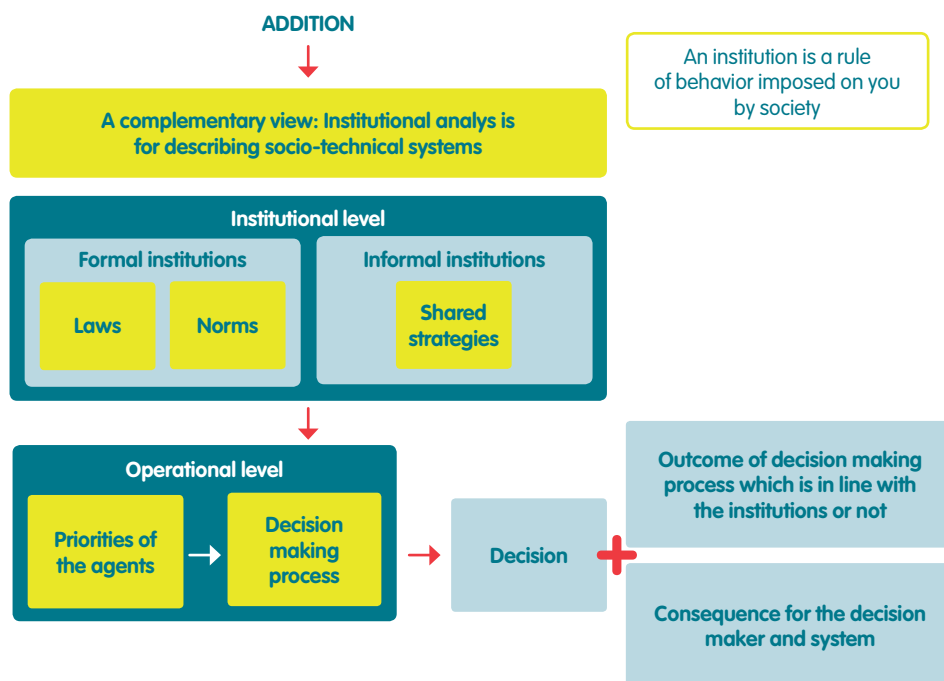 ADDITION
An institution is a rule
of behavior imposed on you
by society
A complementary view: Institutional analys is
for describing socio-technical systems
Institutional level
Formal institutions
Informal institutions
Laws
Norms
Shared
strategies
Operational level
Priorities of
the agents
Decision
making
process
Decision
Outcome of decision making
process which is in line with
the institutions or not
Consequence for the decision
maker and system